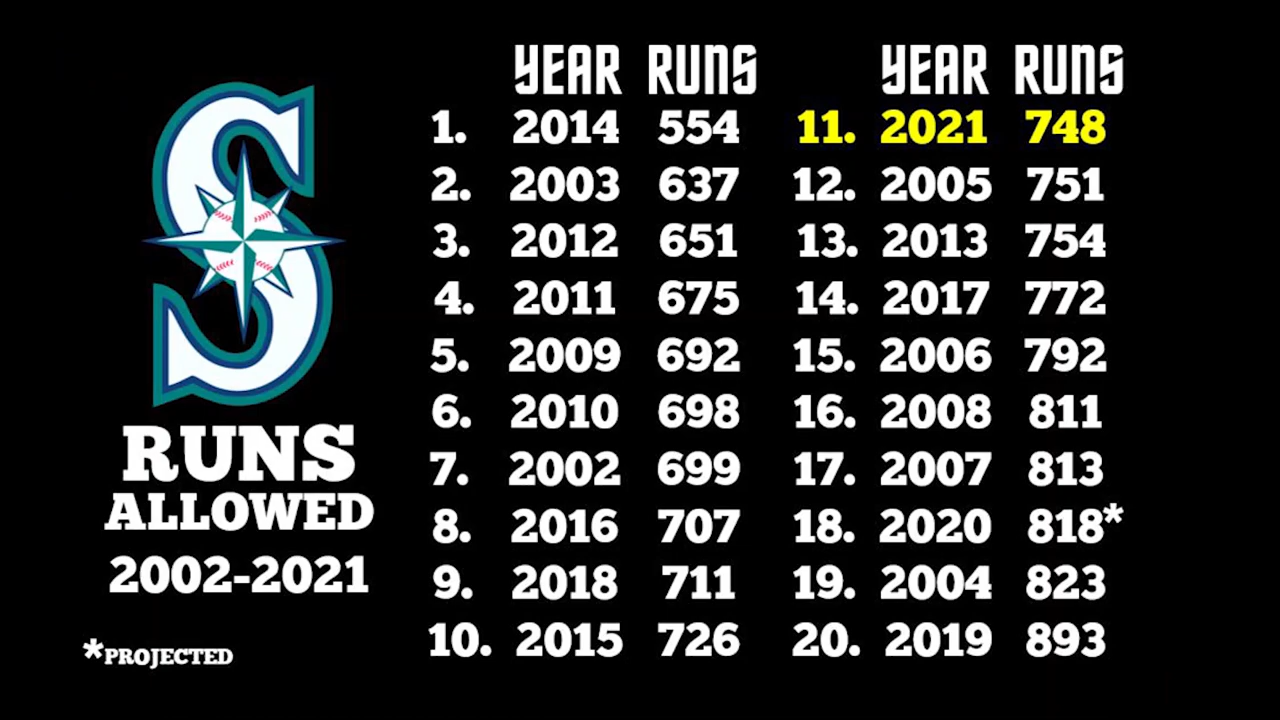 YEAR RUNS YEAR RUNS
1. 2014 554 11. 2021 748
2. 2003 637 12. 2005 751
3. 2012 651 13. 2013 754
4. 2011 675 14. 2017 772
5. 2009 692 15. 2006 792
6. 2010 698 16. 2008 811
7. 2002 699 17. 2007 813
8. 2016 707 18. 2020 818*
9. 2018 711 19. 2004 823
10. 2015 726 20. 2019 893
S
RUNS
ALLOWED
2002-2021
*PROJECTED